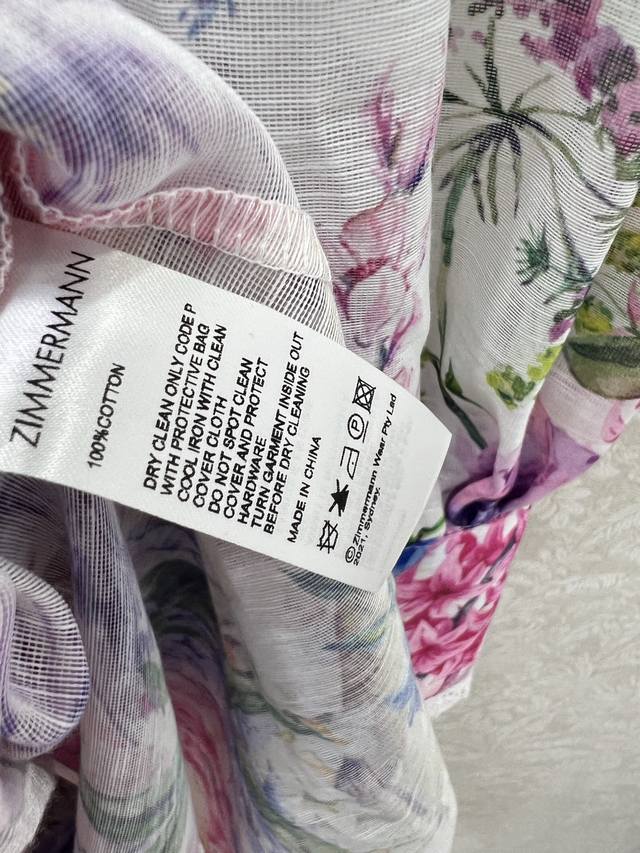 ZIMMERMANN
100%COTTON
DRY CLEAN ONLY CODE P
WITH PROTECTIVE BAG
COOL IRON WITH CLEAN
COVER CLOTH
DO NOT SPOT CLEAN
COVER AND PROTECT
HARDWARE
TURN GARMENT INSIDE OUT
BEFORE DRY CLEANING
MADE IN CHINA
P
©Zimmermann Wear Pty Lad
2021, Sydney.